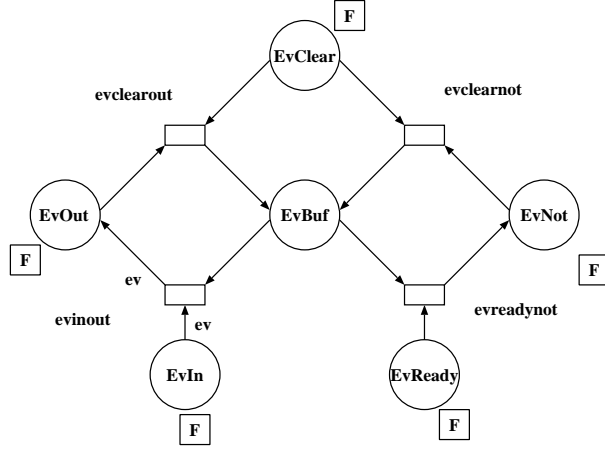 F
EvClear
evclearout
evclearnot
EvOut
EvBuf
EvNot
F
F
ev
evinout
ev
evreadynot
EvIn
EvReady
F
F